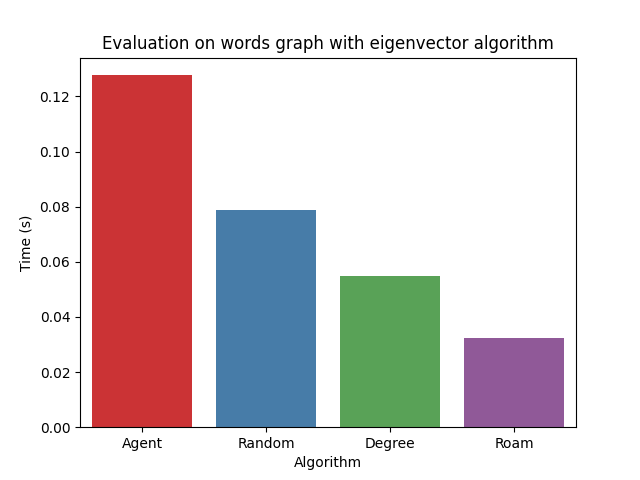 Evaluation on words graph with eigenvector algorithm
0.12
0.10
0.08
0.06
0.04
0.02
0.00
Time (s)
Agent Random Degree Roam
Algorithm